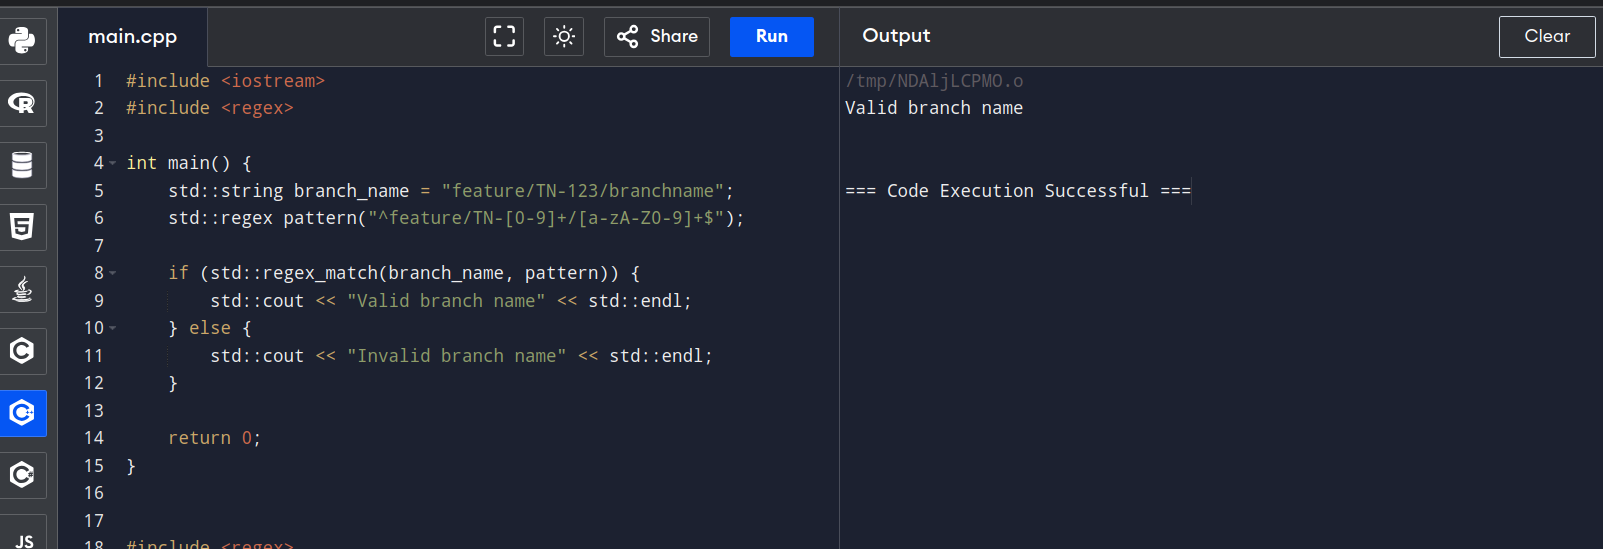 main.cpp
Share
Run
Output
Clear
1 #include <iostream>
2 #include <regex>
3
4 int main() {
5     std::string branch_name = "feature/TN-123/branchname";
6     std::regex pattern("^feature/TN-[0-9]+/[a-zA-Z0-9]+$");
7
8     if (std::regex_match(branch_name, pattern)) {
9         std::cout << "Valid branch name" << std::endl;
10     } else {
11         std::cout << "Invalid branch name" << std::endl;
12     }
13
14     return 0;
15 }
16
17
18 #include <regex>
/tmp/NDAljLCPMO.o
Valid branch name
=== Code Execution Successful ===
R
5
C
C++
C#
JS